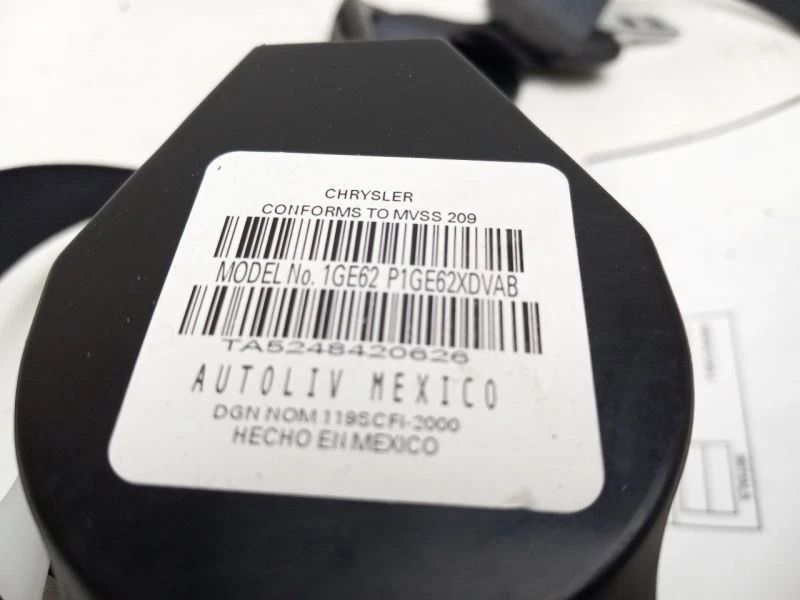 CHRYSLER
CONFORMS TO MVSS 209
MODEL No. 1GE62 P1GE62XDVAB
TA5248420626
AUTOLIV MEXICO
DGN NOM 119SCFI-2000
HECHO EN MEXICO